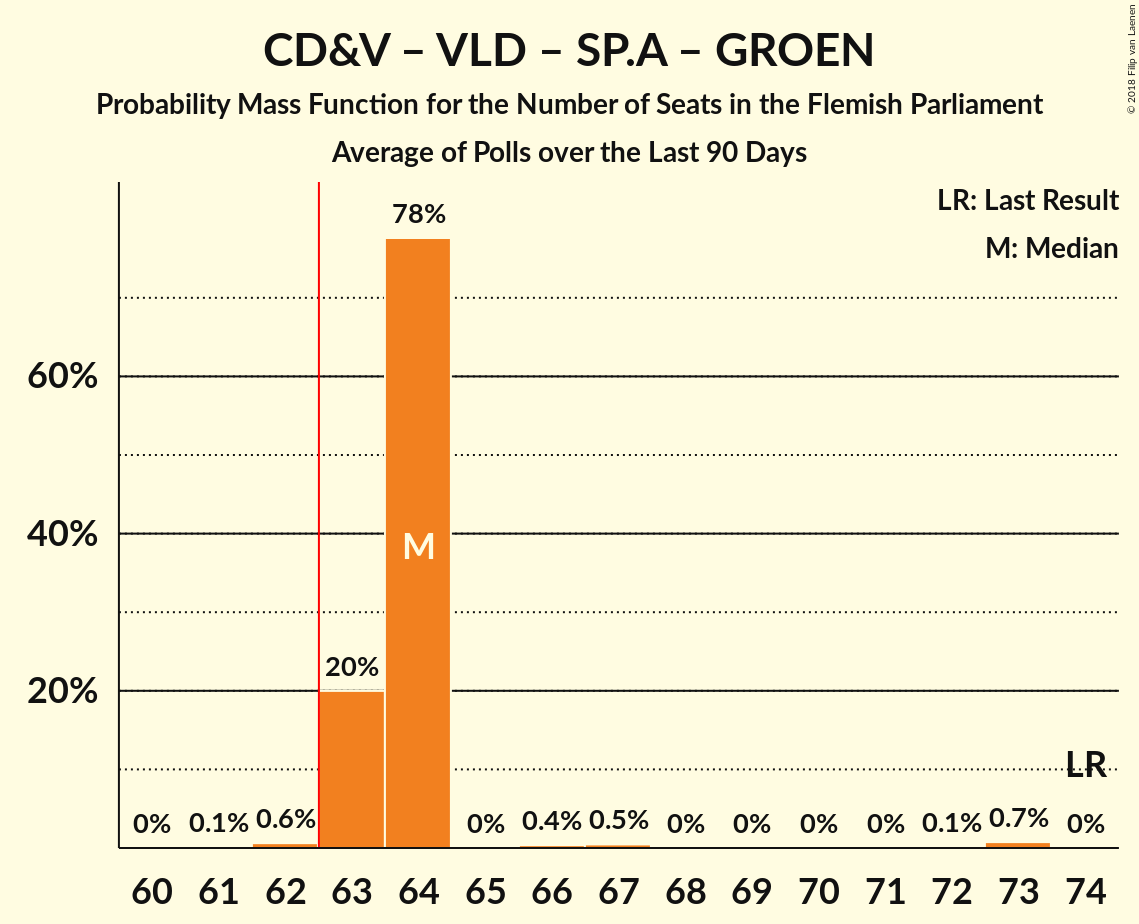 CD&V – VLD – SP.A – GROEN
Probability Mass Function for the Number of Seats in the Flemish Parliament
Average of Polls over the Last 90 Days
© 2018 Filip van Laenen
LR: Last Result
M: Median
78%
60%
40%
M
20%
20%
LR
0% 0.1% 0.6% 0% 0.4% 0.5% 0% 0% 0% 0% 0.1% 0.7% 0%
60 61 62 63 64 65 66 67 68 69 70 71 72 73 74